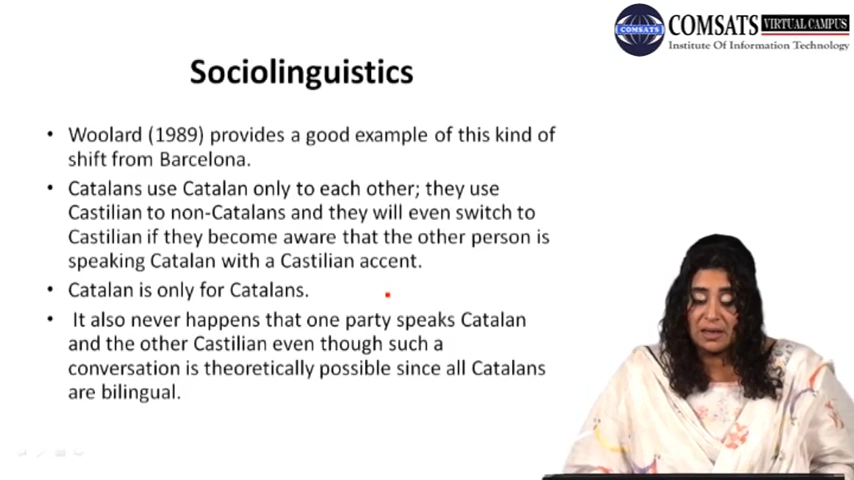 COMSATS VIRTUAL CAMPUS
COMSATS
Institute Of Information Technology
Sociolinguistics
• Woolard (1989) provides a good example of this kind of
shift from Barcelona.
• Catalans use Catalan only to each other; they use
Castilian to non-Catalans and they will even switch to
Castilian if they become aware that the other person is
speaking Catalan with a Castilian accent.
• Catalan is only for Catalans.
• It also never happens that one party speaks Catalan
and the other Castilian even though such a
conversation is theoretically possible since all Catalans
are bilingual.